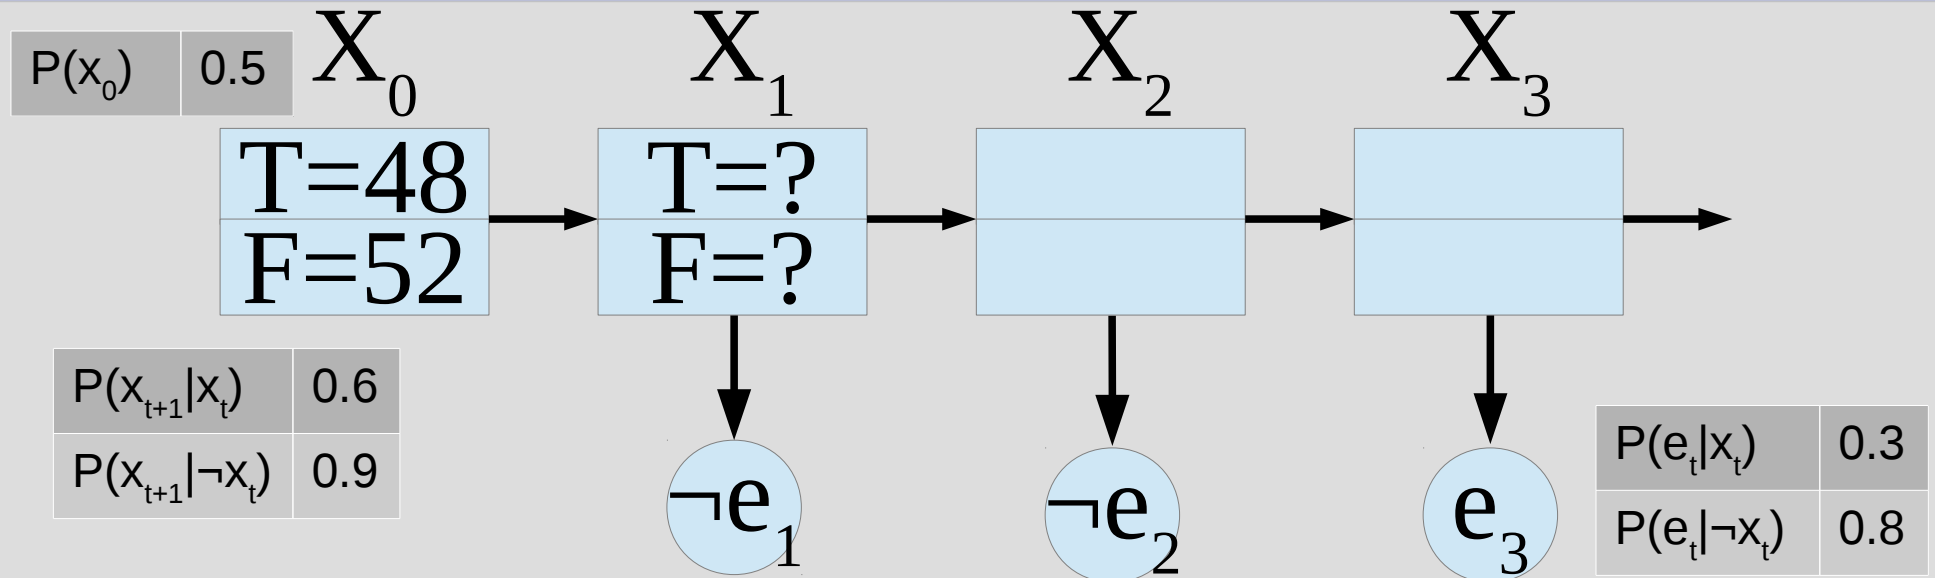 X₀ X₁ X₂ X₃
P(x₀) 0.5
T=48 T=?
F=52 F=?
P(xₜ₊₁|xₜ) 0.6
P(xₜ₊₁|¬xₜ) 0.9
¬e₁ ¬e₂ e₃
P(eₜ|xₜ) 0.3
P(eₜ|¬xₜ) 0.8